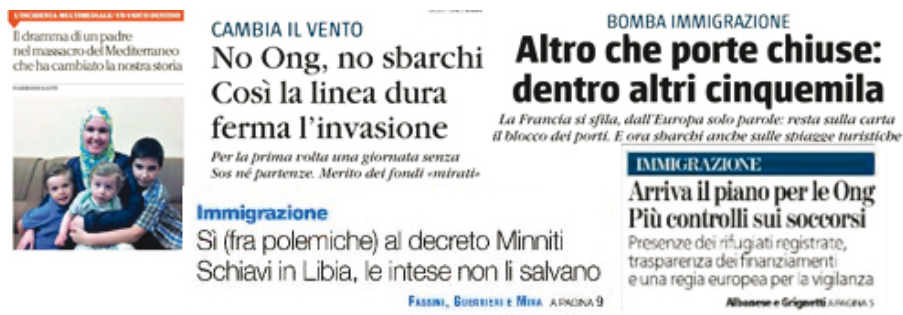 L'INCHIESTA MULTIMEDIALE: UN UNICO DESTINO
Il dramma di un padre
nel massacro del Mediterraneo
che ha cambiato la nostra storia
FABRIZIO GATTI
CAMBIA IL VENTO
No Ong, no sbarchi
Così la linea dura
ferma l'invasione
Per la prima volta una giornata senza
Sos né partenze. Merito dei fondi «mirati»
BOMBA IMMIGRAZIONE
Altro che porte chiuse:
dentro altri cinquemila
La Francia si sfila, dall'Europa solo parole: resta sulla carta
il blocco dei porti. E ora sbarchi anche sulle spiagge turistiche
Immigrazione
Sì (fra polemiche) al decreto Minniti
Schiavi in Libia, le intese non li salvano
FASSINI, GUERRIERI E MIRA A PAGINA 9
IMMIGRAZIONE
Arriva il piano per le Ong
Più controlli sui soccorsi
Presenze dei rifugiati registrate,
trasparenza dei finanziamenti
e una regia europea per la vigilanza
Albanese e Grignetti A PAGINA 5